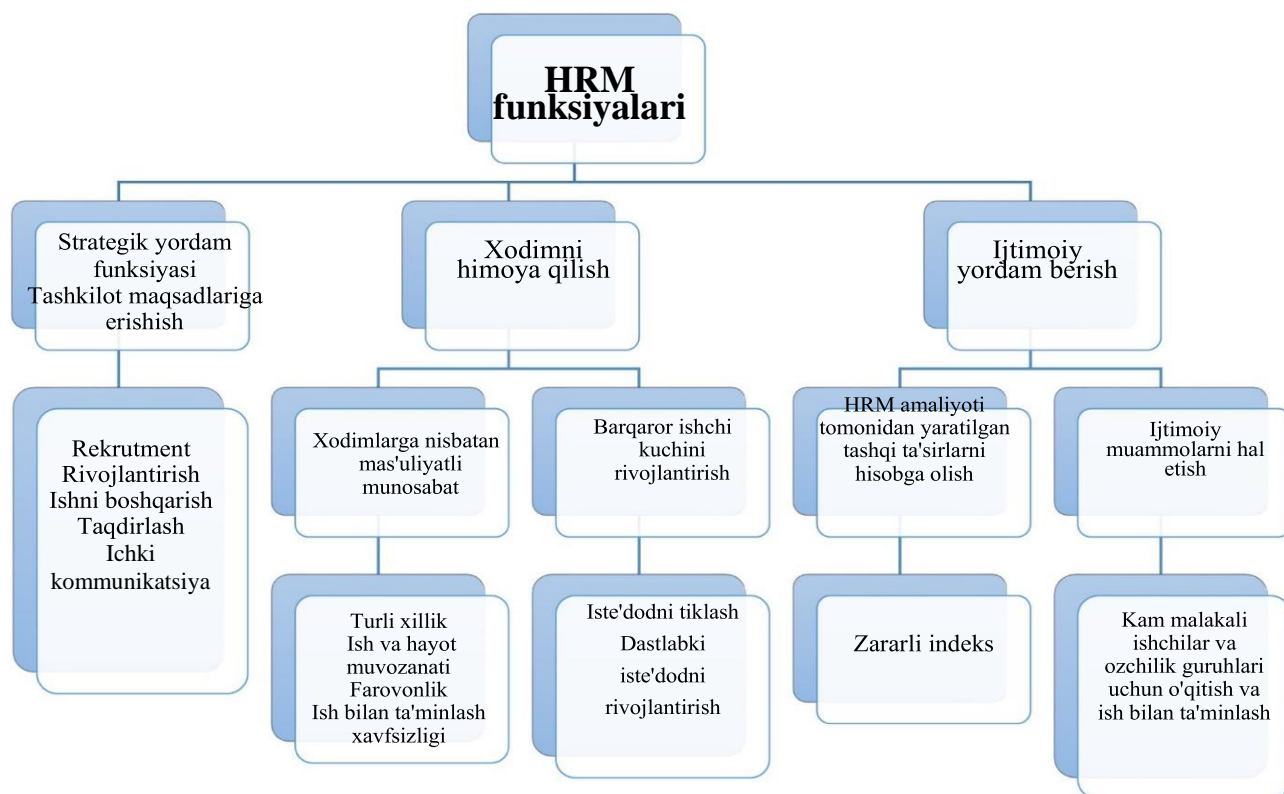 HRM
funksiyalari
Strategik yordam
funksiyasi
Tashkilot maqsadlariga
erishish
Xodimni
himoya qilish
Ijtimoiy
yordam berish
Rekrutment
Rivojlantirish
Ishni boshqarish
Taqdirlash
Ichki
kommunikatsiya
Xodimlarga nisbatan
mas'uliyatli
munosabat
Barqaror ishchi
kuchini
rivojlantirish
HRM amaliyoti
tomonidan yaratilgan
tashqi ta'sirlarni
hisobga olish
Ijtimoiy
muammolarni hal
etish
Turli xillik
Ish va hayot
muvozanati
Farovonlik
Ish bilan ta'minlash
xavfsizligi
Iste'dodni tiklash
Dastlabki
iste'dodni
rivojlantirish
Zararli indeks
Kam malakali
ishchilar va
ozchilik guruhlari
uchun o'qitish va
ish bilan ta'minlash